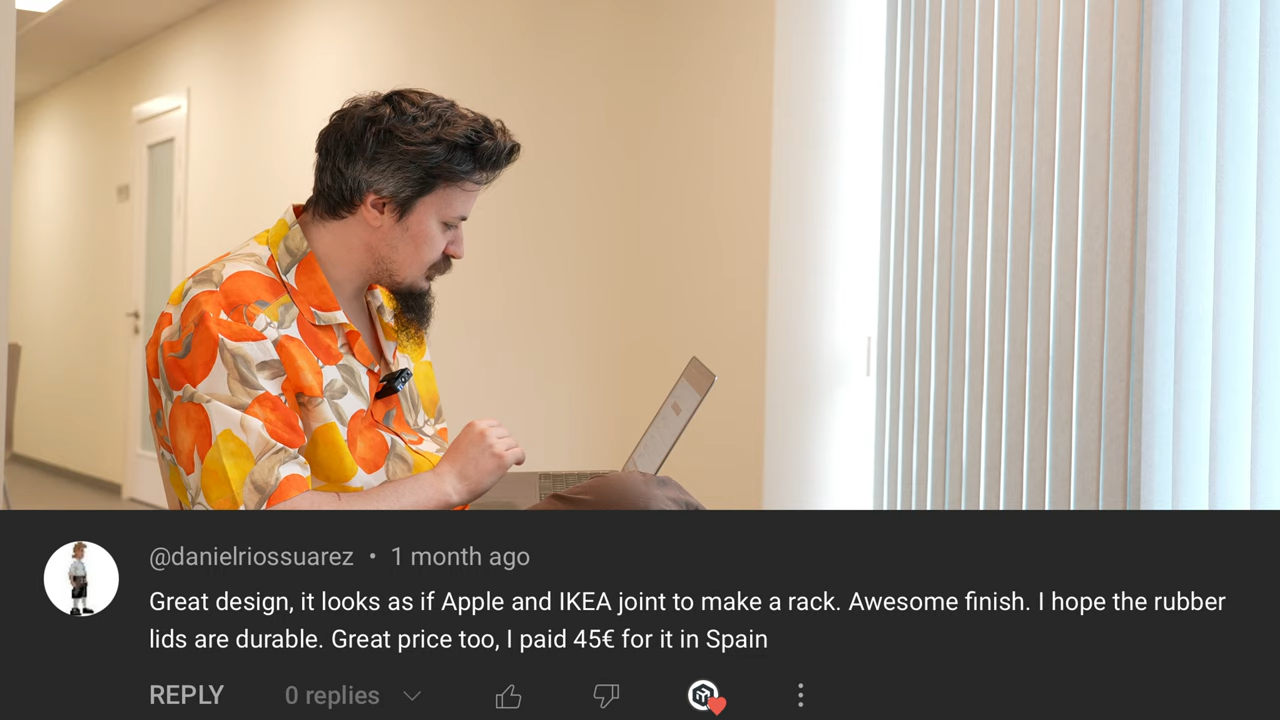 @danielriossuarez • 1 month ago
Great design, it looks as if Apple and IKEA joint to make a rack. Awesome finish. I hope the rubber
lids are durable. Great price too, I paid 45€ for it in Spain
REPLY 0 replies